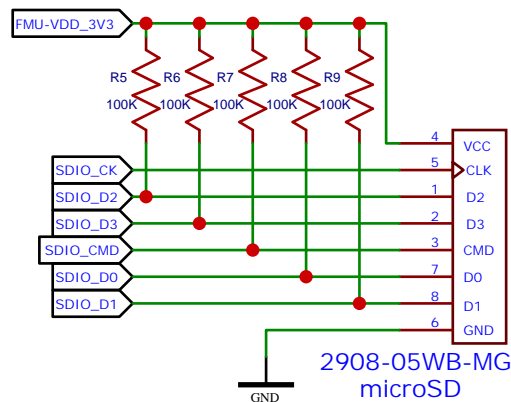 FMU-VDD_3V3
R5 R6 R7 R8 R9
100K 100K 100K 100K 100K
4 VCC
SDIO_CK 5 CLK
SDIO_D2 1 D2
SDIO_D3 2 D3
SDIO_CMD 3 CMD
SDIO_D0 7 D0
SDIO_D1 8 D1
6 GND
2908-05WB-MG
microSD
GND